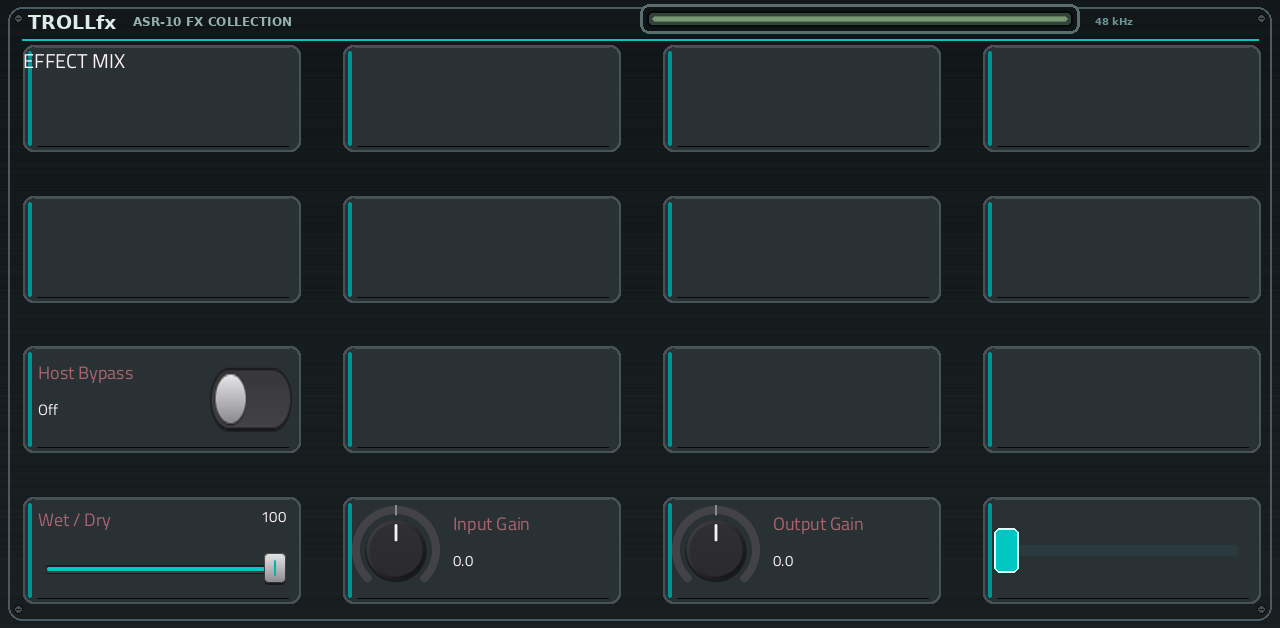 TROLLfx ASR-10 FX COLLECTION 48 kHz
EFFECT MIX
Host Bypass
Off
Wet / Dry 100
Input Gain
0.0
Output Gain
0.0